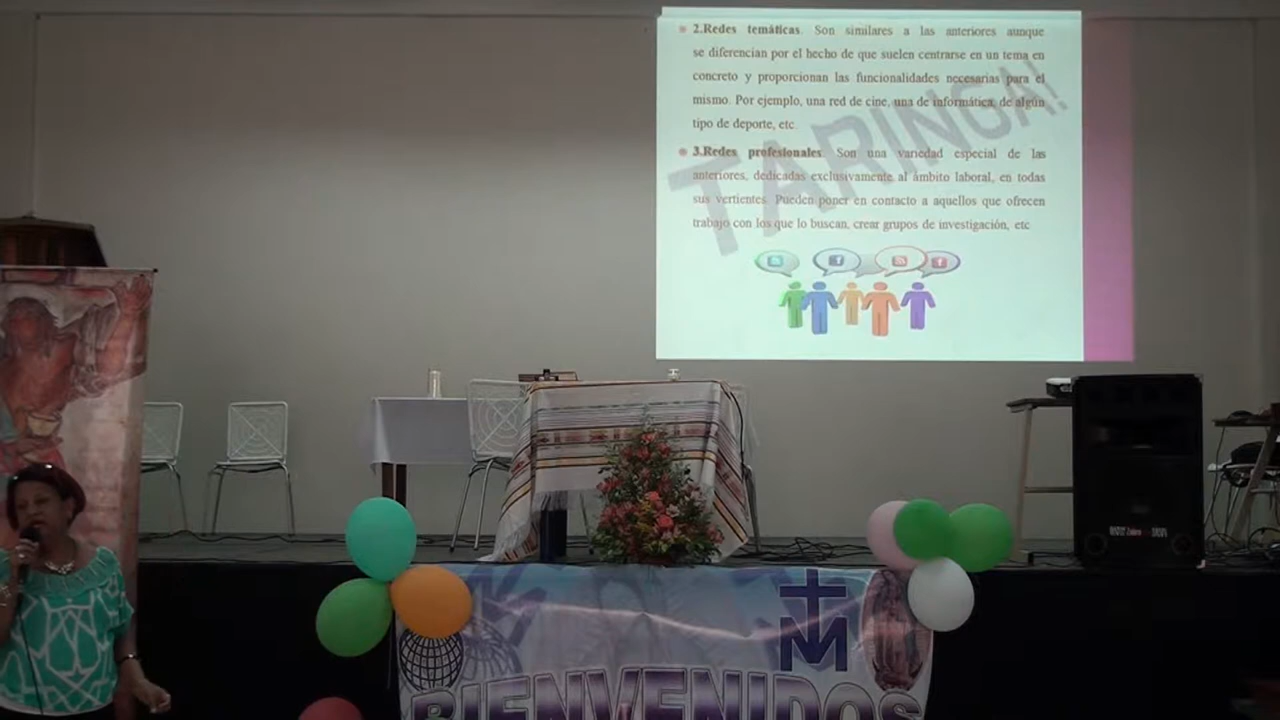 2.Redes temáticas. Son similares a las anteriores aunque
se diferencian por el hecho de que suelen centrarse en un tema en
concreto y proporcionan las funcionalidades necesarias para el
mismo. Por ejemplo, una red de cine, una de informática, de algún
tipo de deporte, etc.
3.Redes profesionales. Son una variedad especial de las
anteriores, dedicadas exclusivamente al ámbito laboral, en todas
sus vertientes. Pueden poner en contacto a aquellos que ofrecen
trabajo con los que lo buscan, crear grupos de investigación, etc
TARINGA!
M
BIENVENIDOS